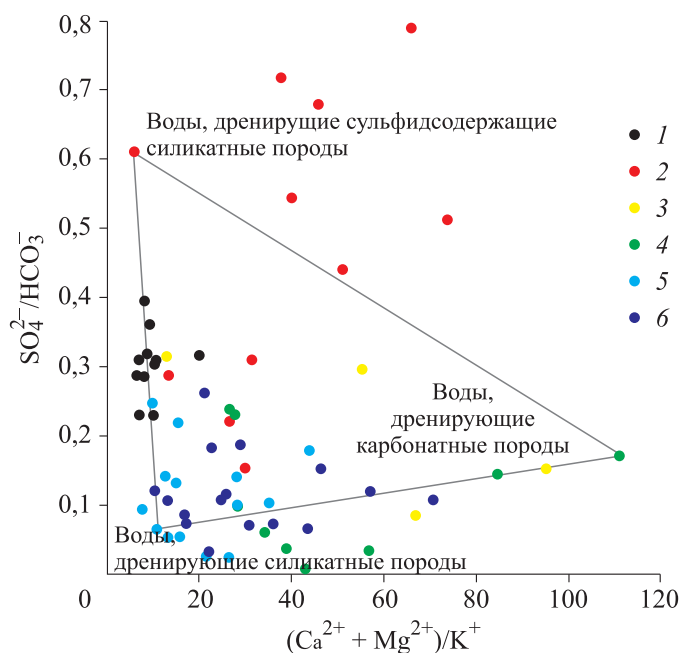 0,8
0,7
0,6
0,5
0,4
0,3
0,2
0,1
SO₄²⁻/HCO₃⁻
Воды, дренирущие сульфидсодержащие
силикатные породы
1
2
3
4
5
6
Воды,
дренирующие
карбонатные породы
Воды,
дренирующие силикатные породы
0 20 40 60 80 100 120
(Ca²⁺ + Mg²⁺)/K⁺